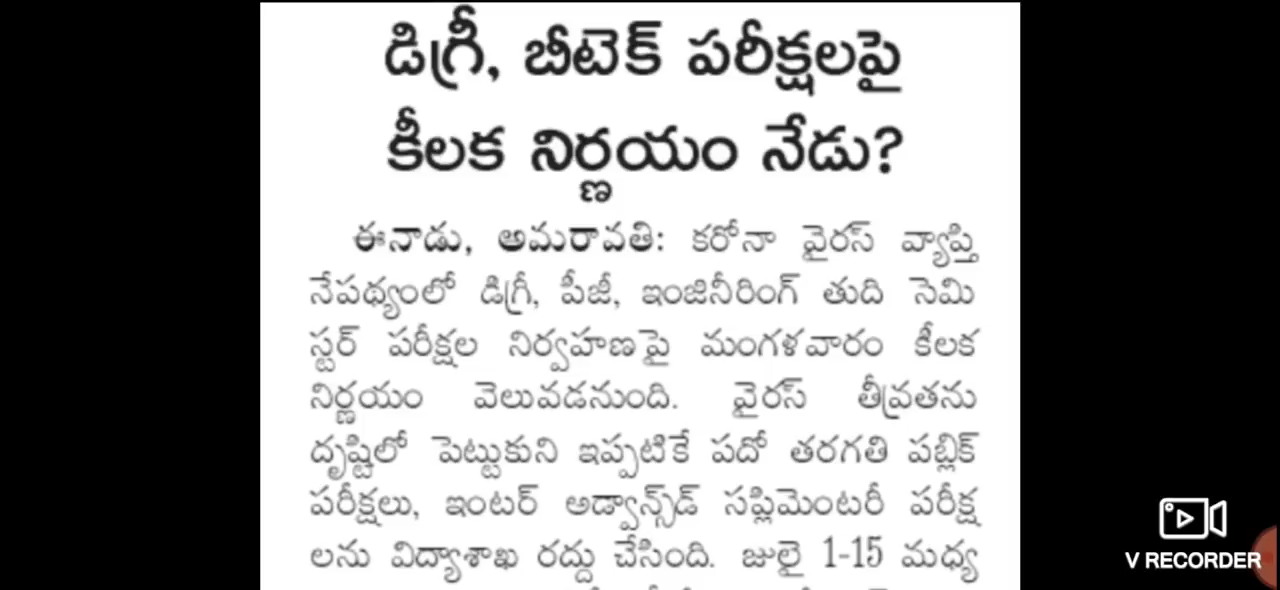 డిగ్రీ, బీటెక్ పరీక్షలపై
కీలక నిర్ణయం నేడు?
ఈనాడు, అమరావతి: కరోనా వైరస్ వ్యాప్తి
నేపథ్యంలో డిగ్రీ, పీజీ, ఇంజినీరింగ్ తుది సెమి
స్టర్ పరీక్షల నిర్వహణపై మంగళవారం కీలక
నిర్ణయం వెలువడనుంది. వైరస్ తీవ్రతను
దృష్టిలో పెట్టుకుని ఇప్పటికే పదో తరగతి పబ్లిక్
పరీక్షలు, ఇంటర్ అడ్వాన్స్‌డ్ సప్లిమెంటరీ పరీక్ష
లను విద్యాశాఖ రద్దు చేసింది. జులై 1-15 మధ్య
V RECORDER